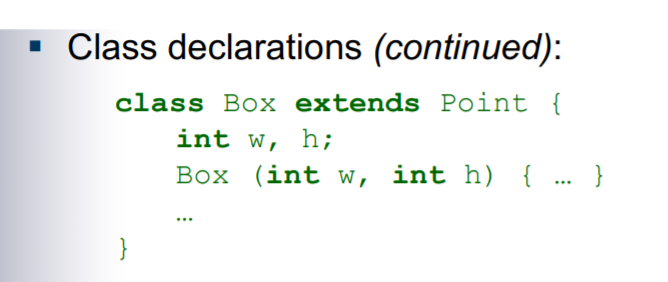 ▪ Class declarations (continued):
class Box extends Point {
int w, h;
Box (int w, int h) { … }
…
}